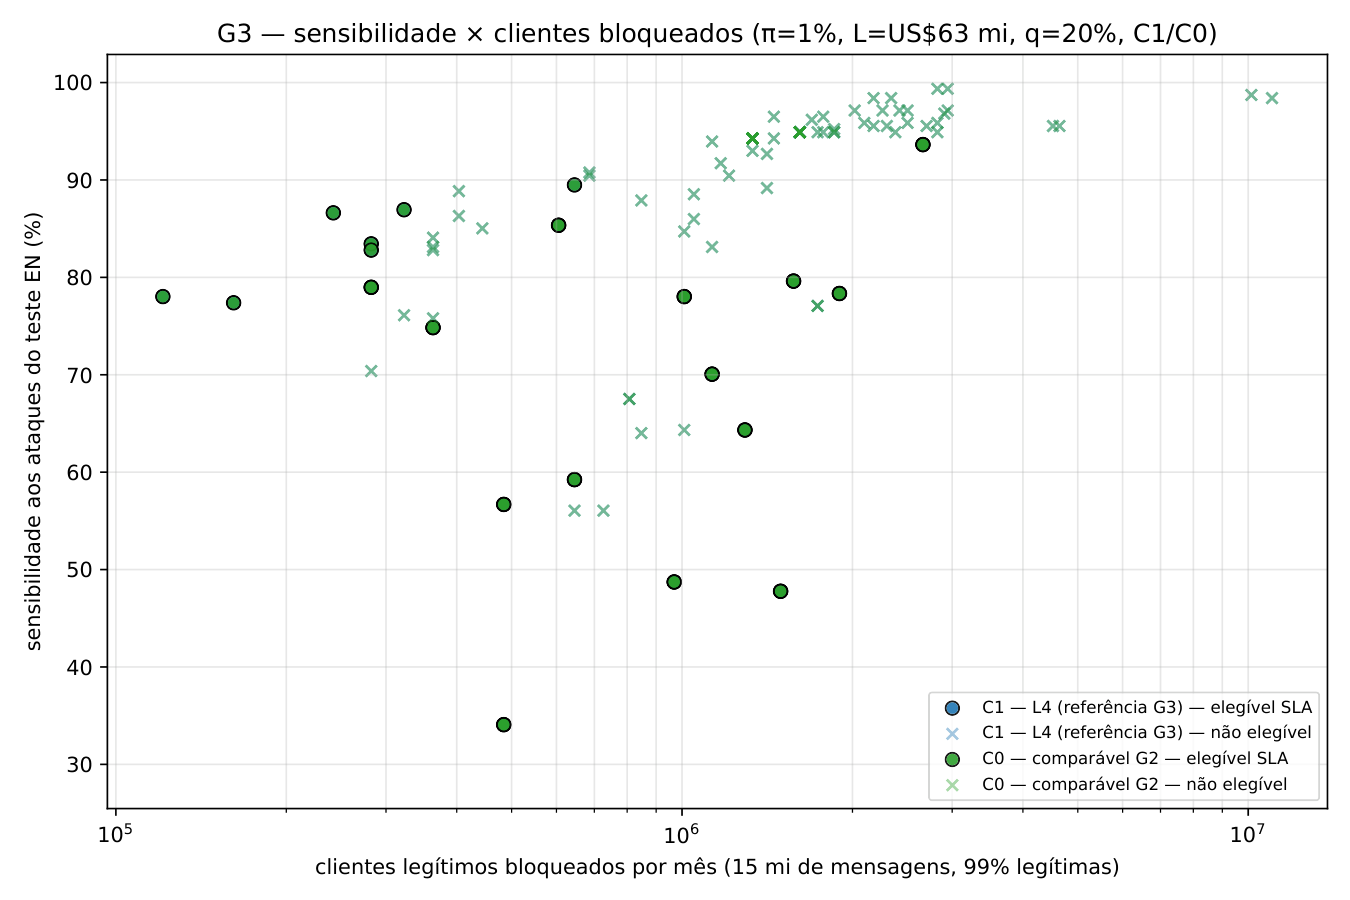 G3 — sensibilidade × clientes bloqueados (π=1%, L=US$63 mi, q=20%, C1/C0)
sensibilidade aos ataques do teste EN (%)
100
90
80
70
60
50
40
30
C1 — L4 (referência G3) — elegível SLA
C1 — L4 (referência G3) — não elegível
C0 — comparável G2 — elegível SLA
C0 — comparável G2 — não elegível
10⁵ 10⁶ 10⁷
clientes legítimos bloqueados por mês (15 mi de mensagens, 99% legítimas)